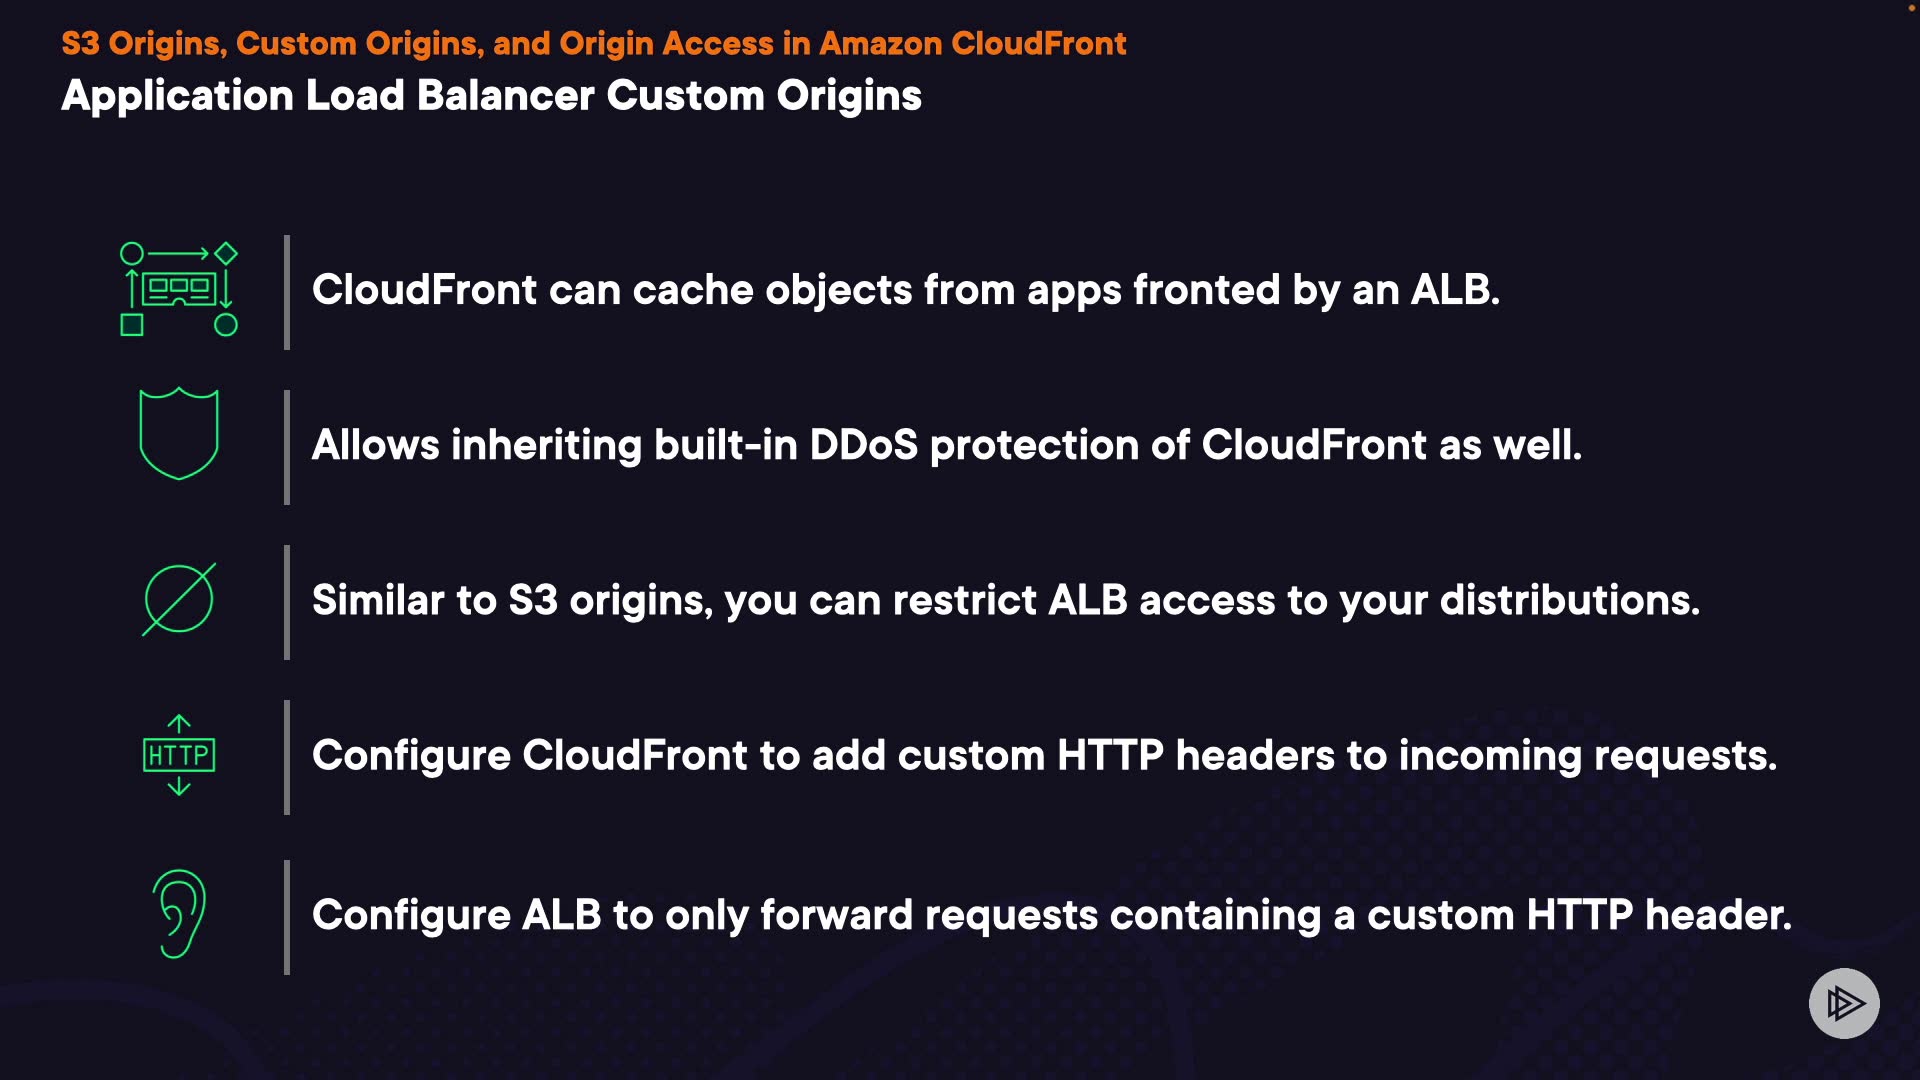 S3 Origins, Custom Origins, and Origin Access in Amazon CloudFront
Application Load Balancer Custom Origins
CloudFront can cache objects from apps fronted by an ALB.
Allows inheriting built-in DDoS protection of CloudFront as well.
Similar to S3 origins, you can restrict ALB access to your distributions.
HTTP
Configure CloudFront to add custom HTTP headers to incoming requests.
Configure ALB to only forward requests containing a custom HTTP header.